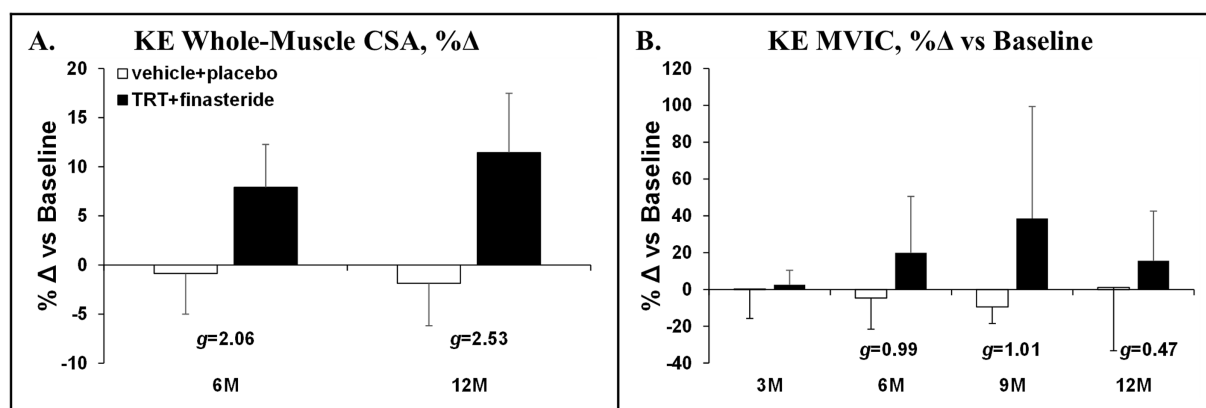 A. KE Whole-Muscle CSA, %Δ
% Δ vs Baseline
20
15
10
5
0
-5
-10
vehicle+placebo
TRT+finasteride
g=2.06
g=2.53
6M
12M
B. KE MVIC, %Δ vs Baseline
% Δ vs Baseline
120
100
80
60
40
20
0
-20
-40
g=0.99
g=1.01
g=0.47
3M
6M
9M
12M